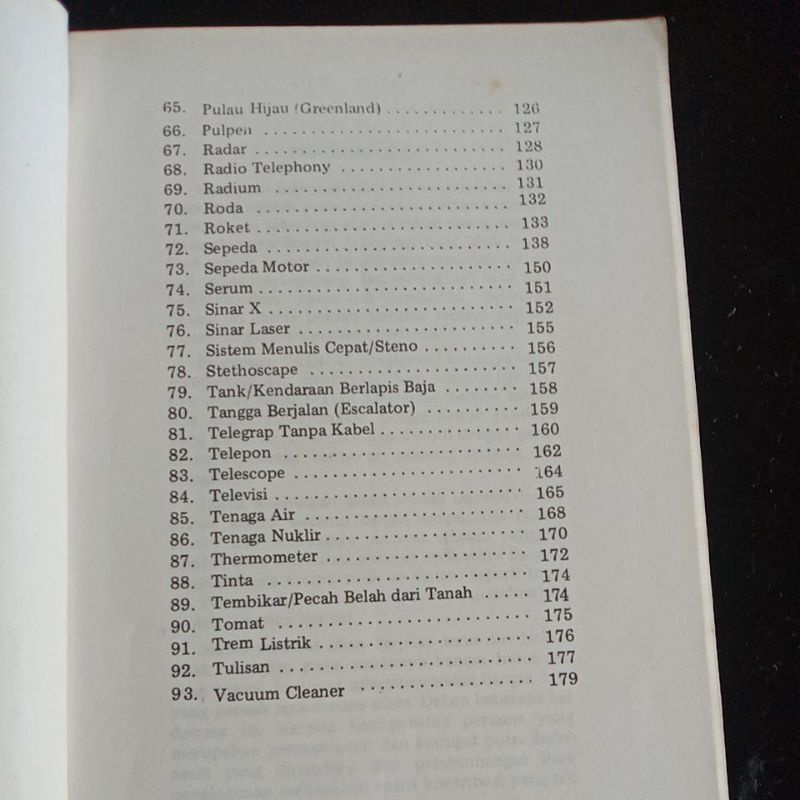 65. Pulau Hijau (Greenland) ............. 126
66. Pulpen .......................... 127
67. Radar ........................... 128
68. Radio Telephony .................. 130
69. Radium ......................... 131
70. Roda ........................... 132
71. Roket ........................... 133
72. Sepeda .......................... 138
73. Sepeda Motor ..................... 150
74. Serum ........................... 151
75. Sinar X .......................... 152
76. Sinar Laser ....................... 155
77. Sistem Menulis Cepat/Steno .......... 156
78. Stethoscape ...................... 157
79. Tank/Kendaraan Berlapis Baja ........ 158
80. Tangga Berjalan (Escalator) .......... 159
81. Telegrap Tanpa Kabel ............... 160
82. Telepon ......................... 162
83. Telescope ........................ 164
84. Televisi .......................... 165
85. Tenaga Air ....................... 168
86. Tenaga Nuklir ..................... 170
87. Thermometer ..................... 172
88. Tinta ........................... 174
89. Tembikar/Pecah Belah dari Tanah ..... 174
90. Tomat .......................... 175
91. Trem Listrik ...................... 176
92. Tulisan .......................... 177
93. Vacuum Cleaner .................. 179